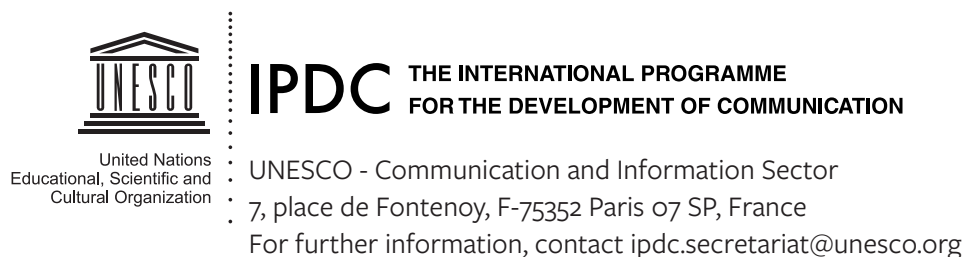 UNESCO
United Nations
Educational, Scientific and
Cultural Organization
IPDC
THE INTERNATIONAL PROGRAMME
FOR THE DEVELOPMENT OF COMMUNICATION
UNESCO - Communication and Information Sector
7, place de Fontenoy, F-75352 Paris 07 SP, France
For further information, contact ipdc.secretariat@unesco.org